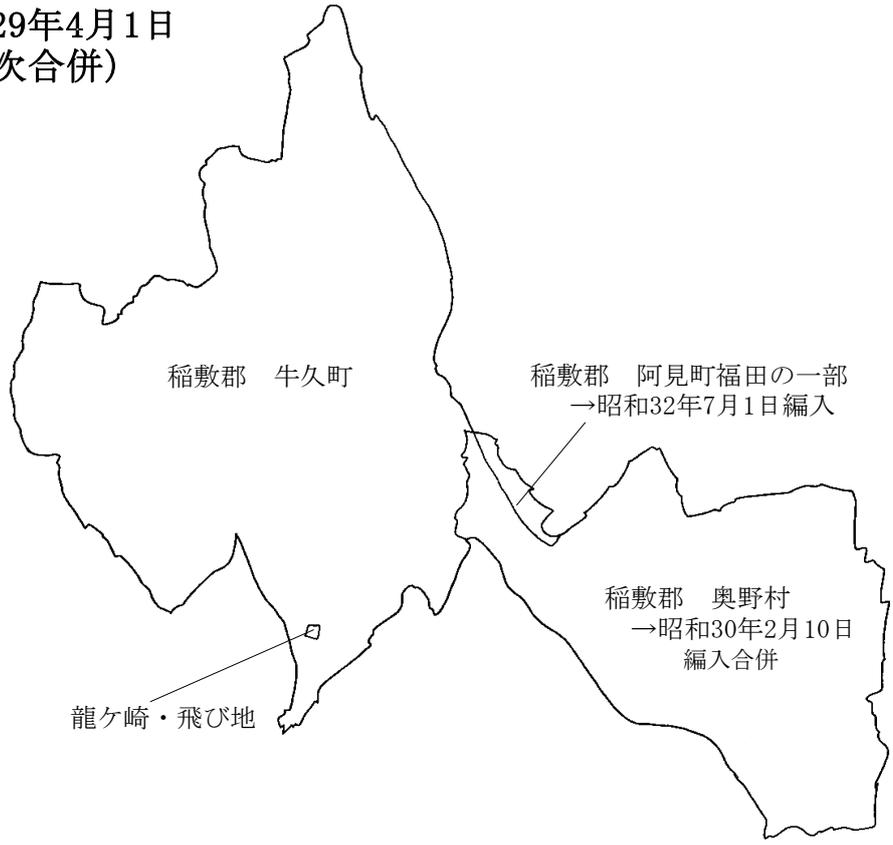 29年4月1日
次合併）
稲敷郡　牛久町
稲敷郡　阿見町福田の一部
→昭和32年7月1日編入
稲敷郡　奥野村
→昭和30年2月10日
編入合併
龍ケ崎・飛び地